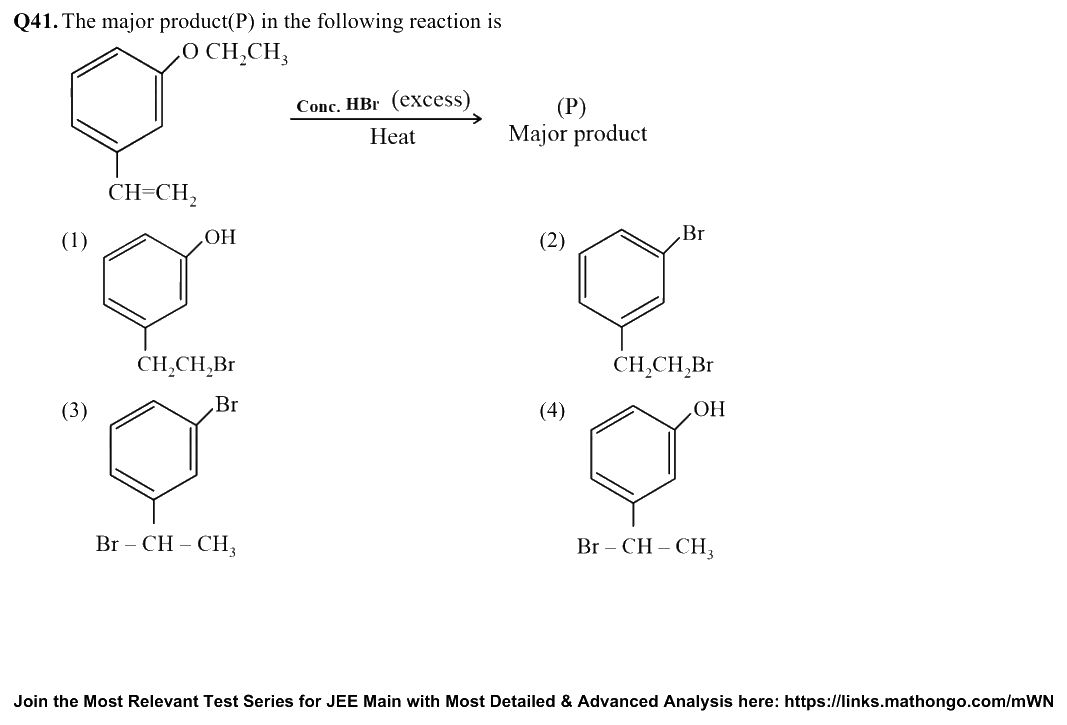 Q41. The major product(P) in the following reaction is
O CH₂CH₃
Conc. HBr (excess)
Heat
(P)
Major product
CH=CH₂
(1)
OH
CH₂CH₂Br
(2)
Br
CH₂CH₂Br
(3)
Br
Br – CH – CH₃
(4)
OH
Br – CH – CH₃
Join the Most Relevant Test Series for JEE Main with Most Detailed & Advanced Analysis here: https://links.mathongo.com/mWN